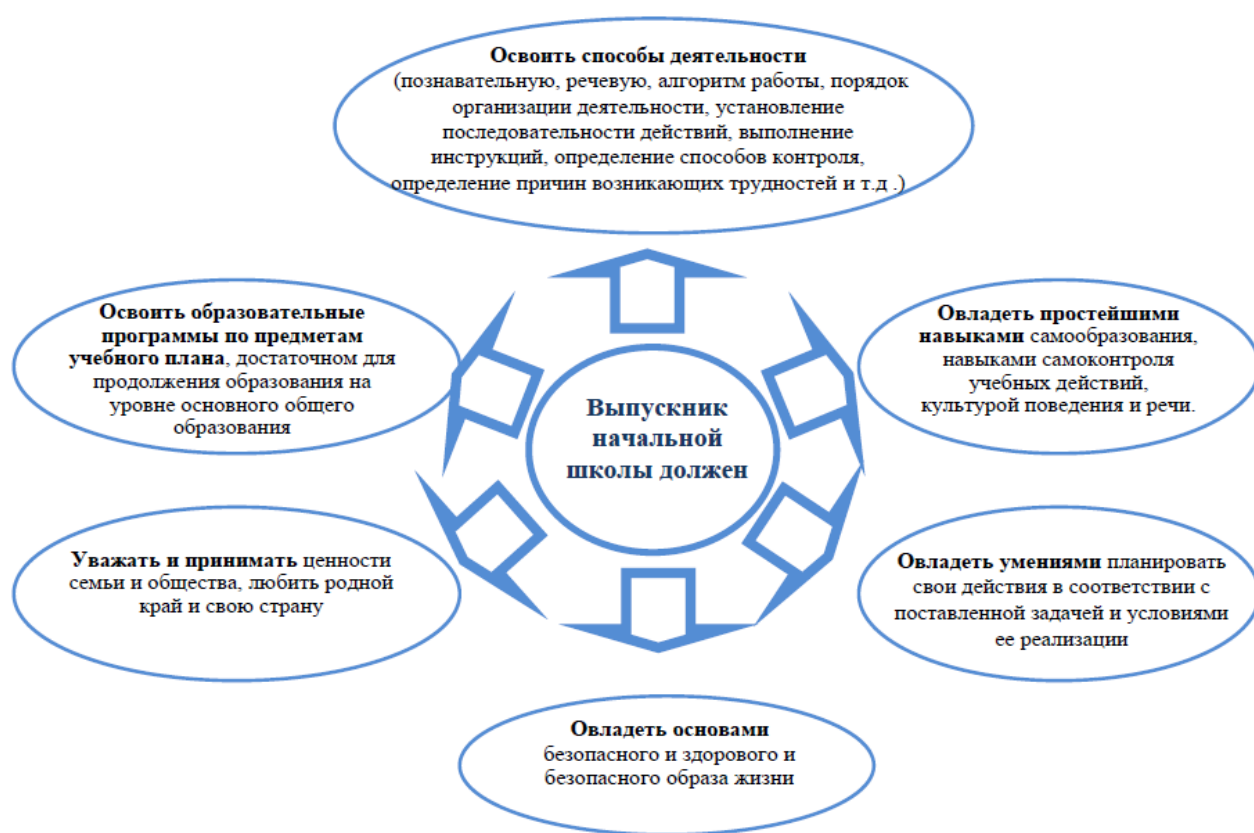 Освоить способы деятельности
(познавательную, речевую, алгоритм работы, порядок
организации деятельности, установление
последовательности действий, выполнение
инструкций, определение способов контроля,
определение причин возникающих трудностей и т.д .)
Освоить образовательные
программы по предметам
учебного плана, достаточном для
продолжения образования на
уровне основного общего
образования
Овладеть простейшими
навыками самообразования,
навыками самоконтроля
учебных действий,
культурой поведения и речи.
Выпускник
начальной
школы должен
Уважать и принимать ценности
семьи и общества, любить родной
край и свою страну
Овладеть умениями планировать
свои действия в соответствии с
поставленной задачей и условиями
ее реализации
Овладеть основами
безопасного и здорового и
безопасного образа жизни